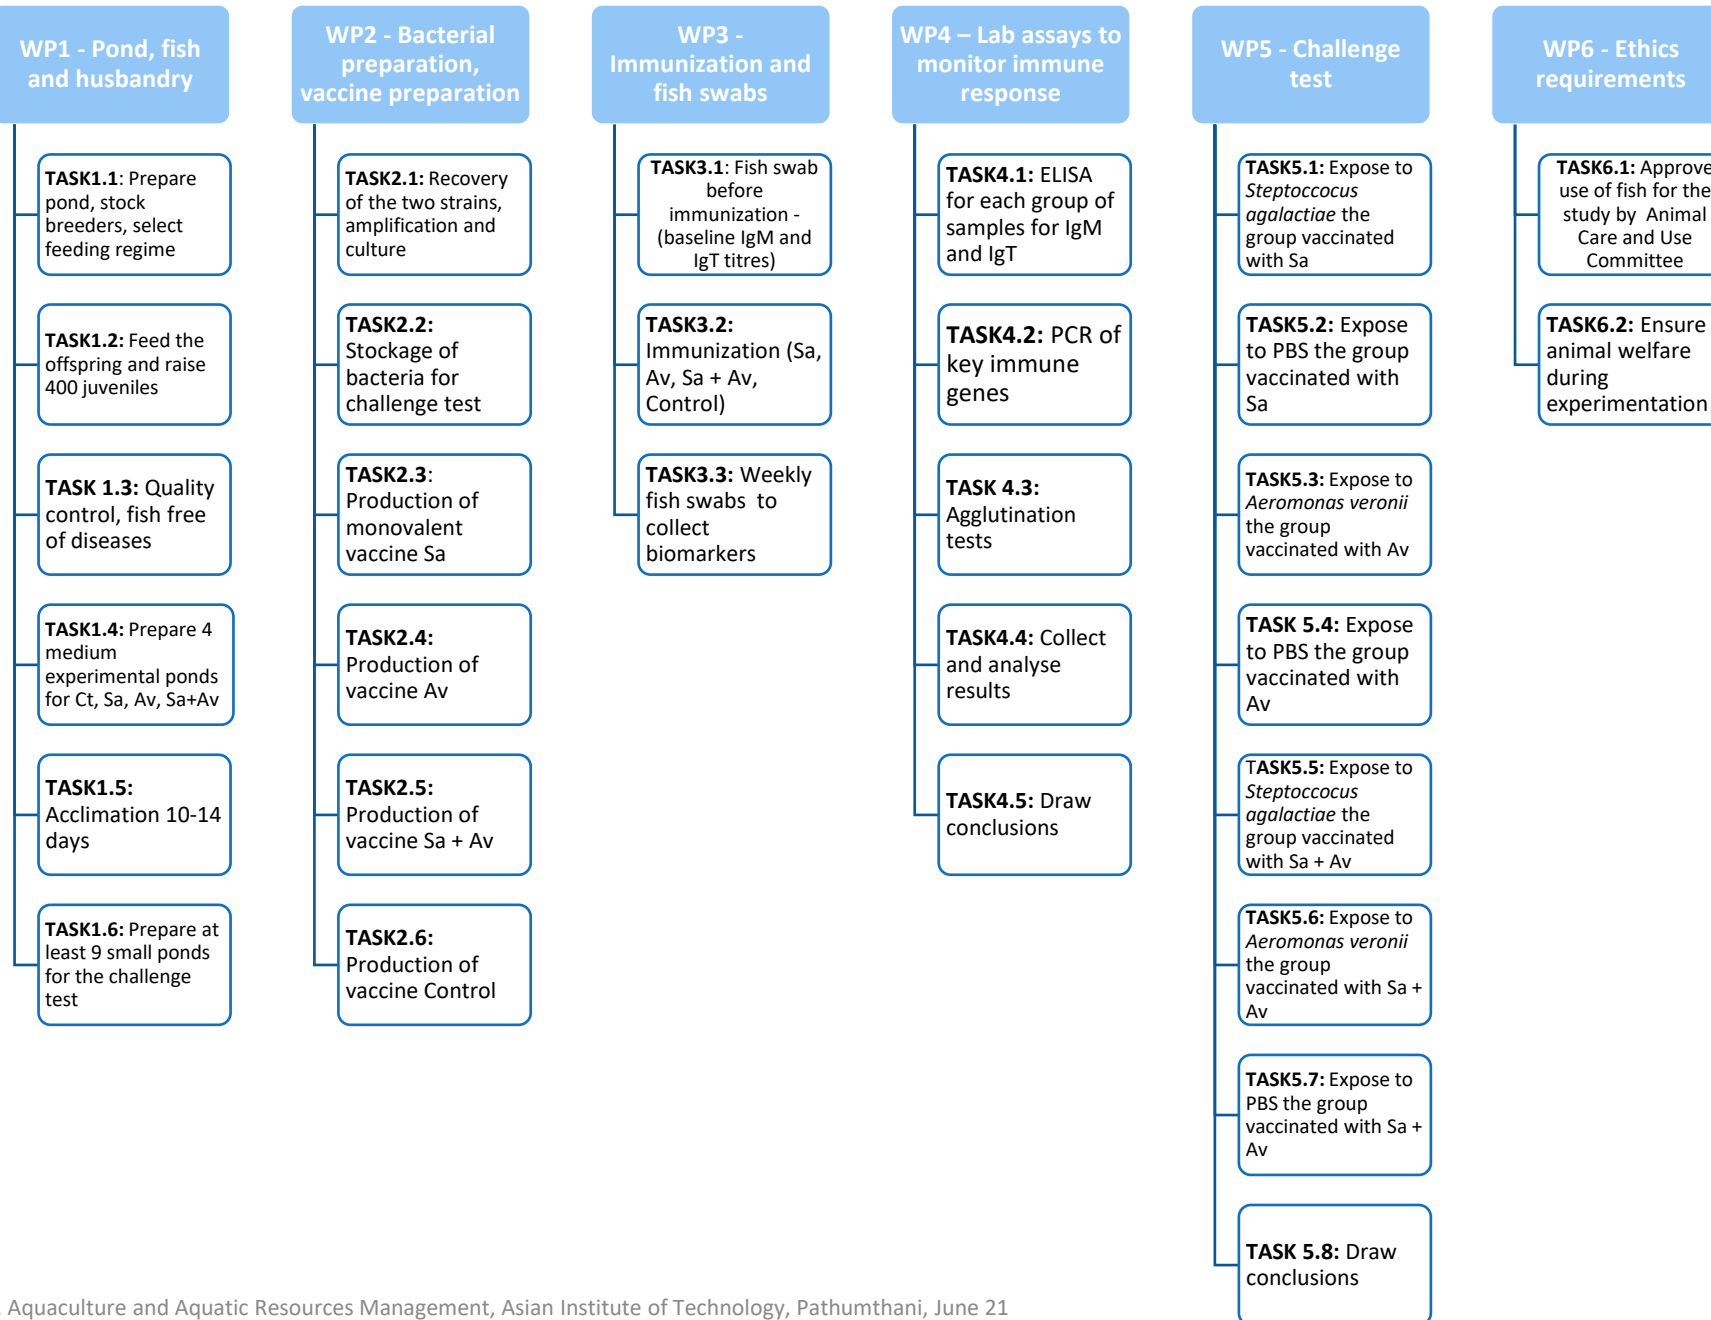 WP1 - Pond, fish
and husbandry
TASK1.1: Prepare
pond, stock
breeders, select
feeding regime
TASK1.2: Feed the
offspring and raise
400 juveniles
TASK 1.3: Quality
control, fish free
of diseases
TASK1.4: Prepare 4
medium
experimental ponds
for Ct, Sa, Av, Sa+Av
TASK1.5:
Acclimation 10-14
days
TASK1.6: Prepare at
least 9 small ponds
for the challenge
test
WP2 - Bacterial
preparation,
vaccine preparation
TASK2.1: Recovery
of the two strains,
amplification and
culture
TASK2.2:
Stockage of
bacteria for
challenge test
TASK2.3:
Production of
monovalent
vaccine Sa
TASK2.4:
Production of
vaccine Av
TASK2.5:
Production of
vaccine Sa + Av
TASK2.6:
Production of
vaccine Control
WP3 -
Immunization and
fish swabs
TASK3.1: Fish swab
before
immunization -
(baseline IgM and
IgT titres)
TASK3.2:
Immunization (Sa,
Av, Sa + Av,
Control)
TASK3.3: Weekly
fish swabs to
collect
biomarkers
WP4 – Lab assays to
monitor immune
response
TASK4.1: ELISA
for each group of
samples for IgM
and IgT
TASK4.2: PCR of
key immune
genes
TASK 4.3:
Agglutination
tests
TASK4.4: Collect
and analyse
results
TASK4.5: Draw
conclusions
WP5 - Challenge
test
TASK5.1: Expose to
Steptoccocus
agalactiae the
group vaccinated
with Sa
TASK5.2: Expose
to PBS the group
vaccinated with
Sa
TASK5.3: Expose to
Aeromonas veronii
the group
vaccinated with Av
TASK 5.4: Expose
to PBS the group
vaccinated with
Av
TASK5.5: Expose to
Steptoccocus
agalactiae the
group vaccinated
with Sa + Av
TASK5.6: Expose to
Aeromonas veronii
the group
vaccinated with Sa +
Av
TASK5.7: Expose to
PBS the group
vaccinated with Sa +
Av
TASK 5.8: Draw
conclusions
WP6 - Ethics
requirements
TASK6.1: Approve
use of fish for the
study by Animal
Care and Use
Committee
TASK6.2: Ensure
animal welfare
during
experimentation
. Aquaculture and Aquatic Resources Management, Asian Institute of Technology, Pathumthani, June 21